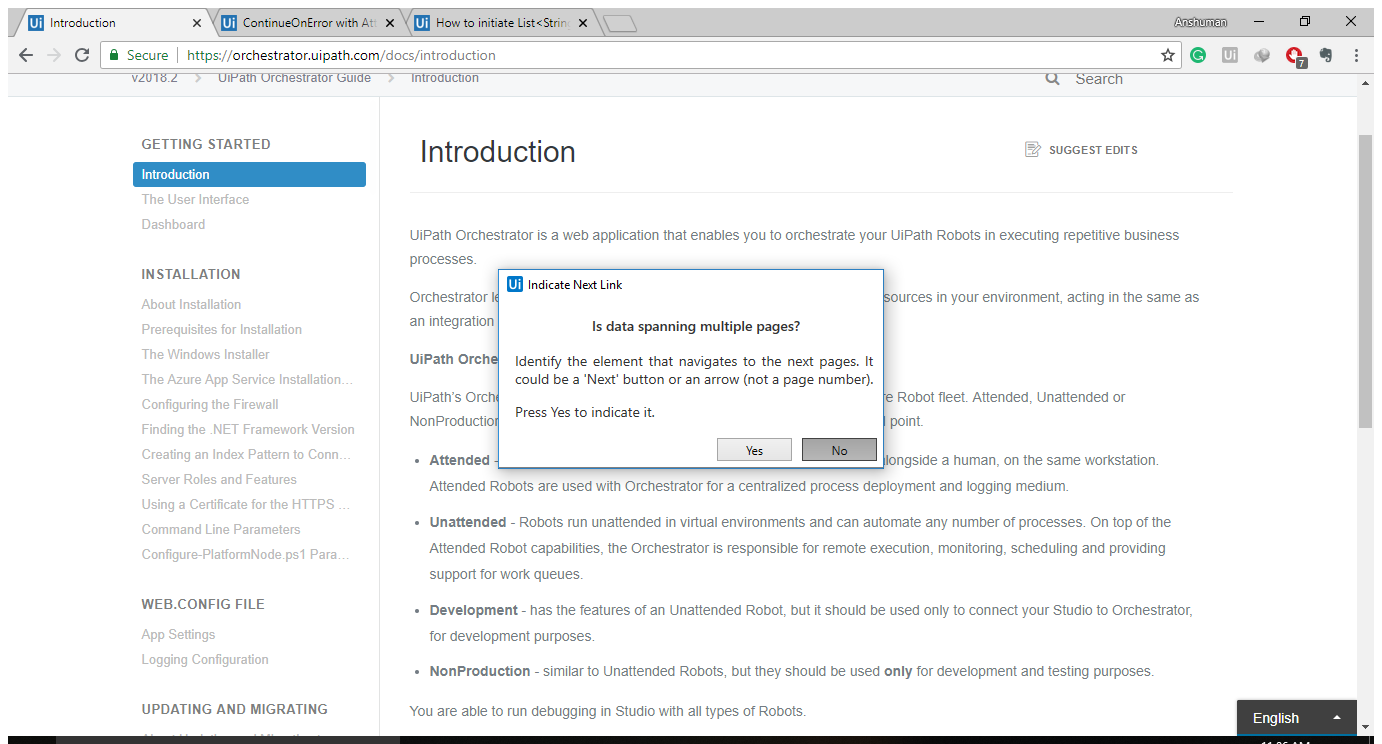 Ui Introduction
Ui ContinueOnError with Att
Ui How to initiate List<Strin
Anshuman
Secure https://orchestrator.uipath.com/docs/introduction
Ui
7
v2018.2 > UiPath Orchestrator Guide > Introduction
Search
GETTING STARTED
Introduction
The User Interface
Dashboard
INSTALLATION
About Installation
Prerequisites for Installation
The Windows Installer
The Azure App Service Installation...
Configuring the Firewall
Finding the .NET Framework Version
Creating an Index Pattern to Conn...
Server Roles and Features
Using a Certificate for the HTTPS ...
Command Line Parameters
Configure-PlatformNode.ps1 Para...
WEB.CONFIG FILE
App Settings
Logging Configuration
UPDATING AND MIGRATING
Introduction
SUGGEST EDITS
UiPath Orchestrator is a web application that enables you to orchestrate your UiPath Robots in executing repetitive business
processes.
Orchestrator le sources in your environment, acting in the same as
an integration
UiPath Orche
UiPath's Orche re Robot fleet. Attended, Unattended or
NonProduction point.
• Attended - longside a human, on the same workstation.
Attended Robots are used with Orchestrator for a centralized process deployment and logging medium.
• Unattended - Robots run unattended in virtual environments and can automate any number of processes. On top of the
Attended Robot capabilities, the Orchestrator is responsible for remote execution, monitoring, scheduling and providing
support for work queues.
• Development - has the features of an Unattended Robot, but it should be used only to connect your Studio to Orchestrator,
for development purposes.
• NonProduction - similar to Unattended Robots, but they should be used only for development and testing purposes.
You are able to run debugging in Studio with all types of Robots.
Ui Indicate Next Link
Is data spanning multiple pages?
Identify the element that navigates to the next pages. It
could be a 'Next' button or an arrow (not a page number).
Press Yes to indicate it.
Yes
No
English